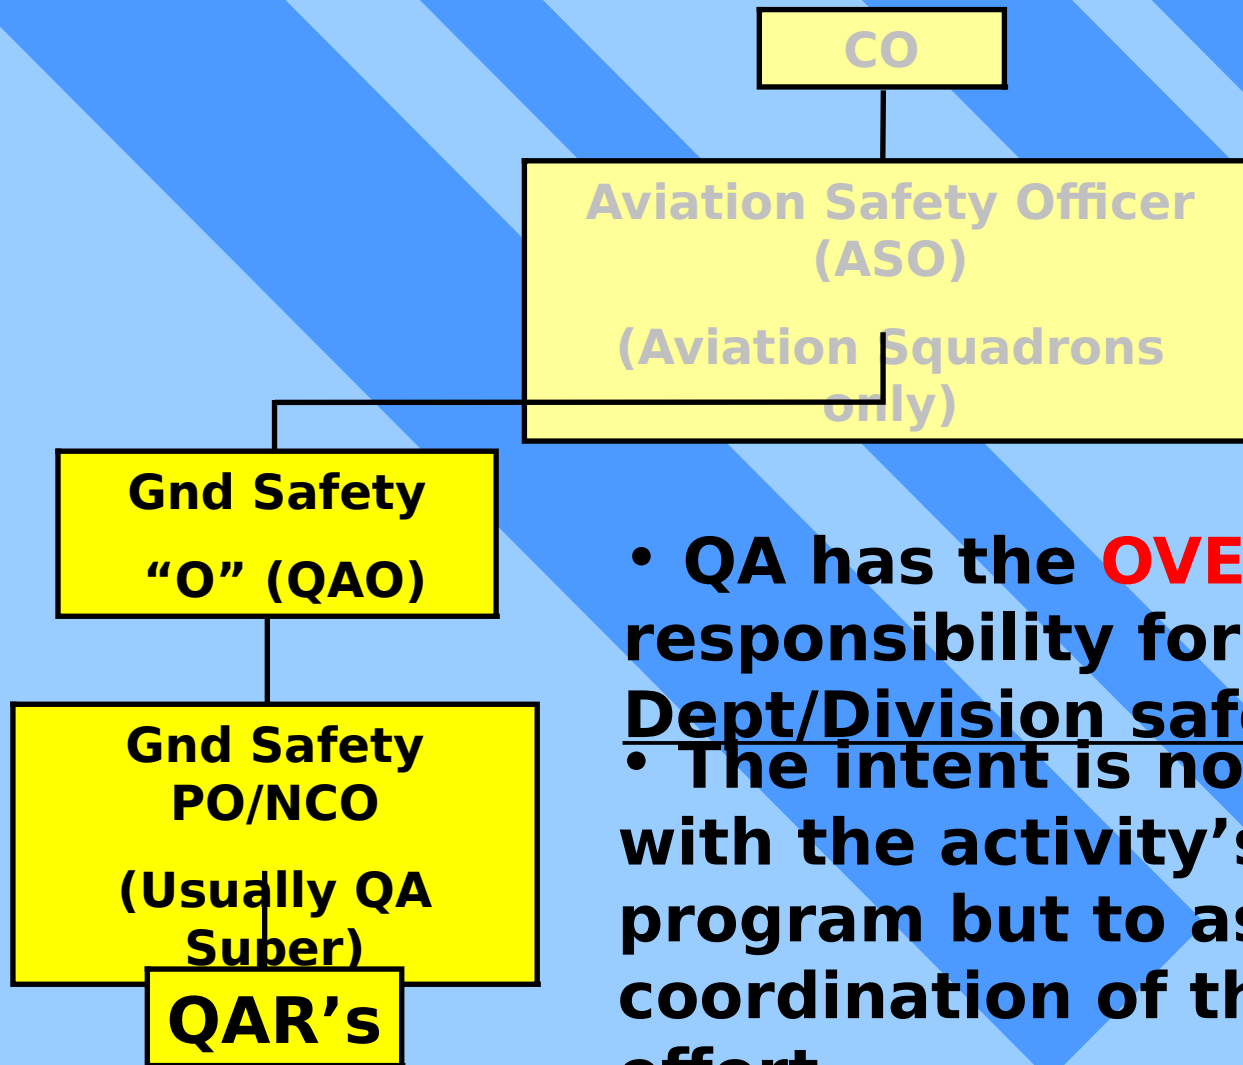 CO
Aviation Safety Officer
(ASO)
(Aviation Squadrons
only)
Gnd Safety
“O” (QAO)
Gnd Safety
PO/NCO
(Usually QA
Super)
QAR’s
• QA has the OVE
responsibility for
Dept/Division safe
• The intent is no
with the activity’s
program but to as
coordination of th
effort